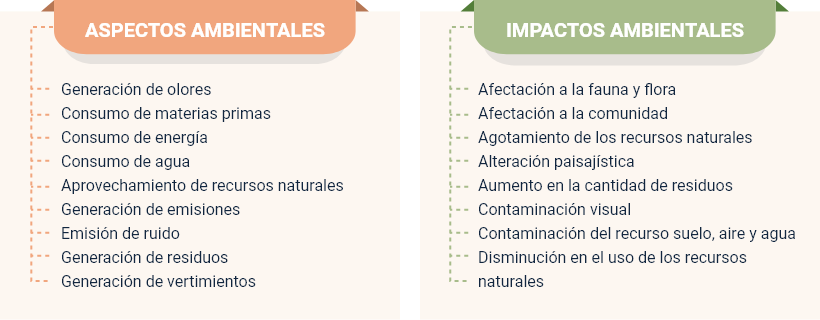 ASPECTOS AMBIENTALES
Generación de olores
Consumo de materias primas
Consumo de energía
Consumo de agua
Aprovechamiento de recursos naturales
Generación de emisiones
Emisión de ruido
Generación de residuos
Generación de vertimientos
IMPACTOS AMBIENTALES
Afectación a la fauna y flora
Afectación a la comunidad
Agotamiento de los recursos naturales
Alteración paisajística
Aumento en la cantidad de residuos
Contaminación visual
Contaminación del recurso suelo, aire y agua
Disminución en el uso de los recursos
naturales